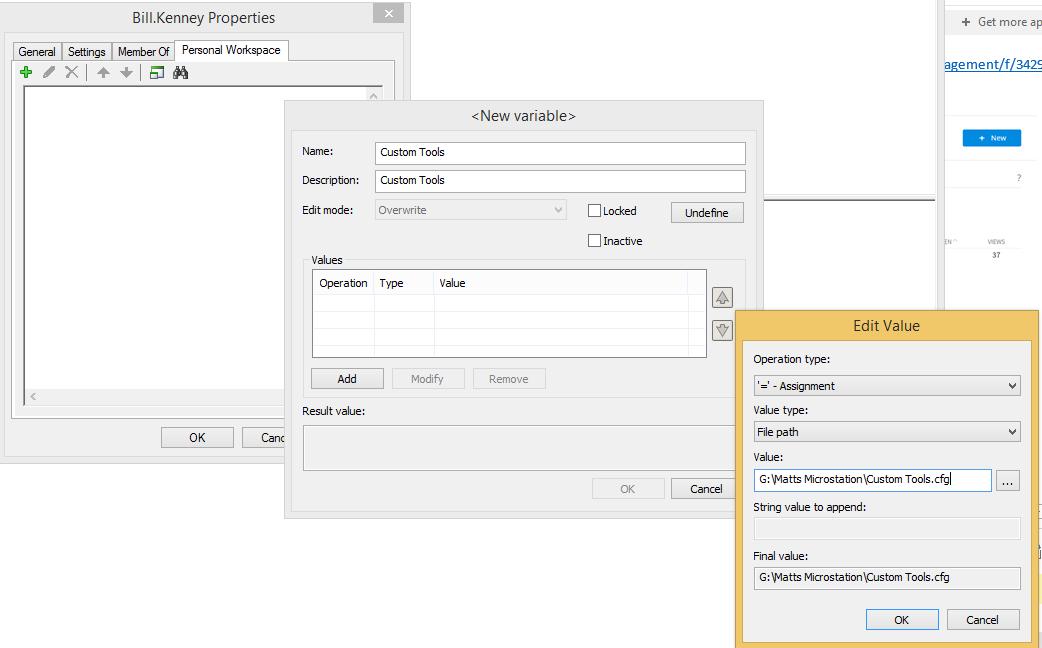 Bill.Kenney Properties
General Settings Member Of Personal Workspace
OK
<New variable>
Name: Custom Tools
Description: Custom Tools
Edit mode: Overwrite
Locked
Undefine
Inactive
Values
Operation Type Value
Add Modify Remove
Result value:
OK Cancel
Edit Value
Operation type:
'=' - Assignment
Value type:
File path
Value:
G:\Matts Microstation\Custom Tools.cfg
...
String value to append:
Final value:
G:\Matts Microstation\Custom Tools.cfg
OK Cancel
+ Get more
agement/f/3429
+ New
?
VIEWS
37